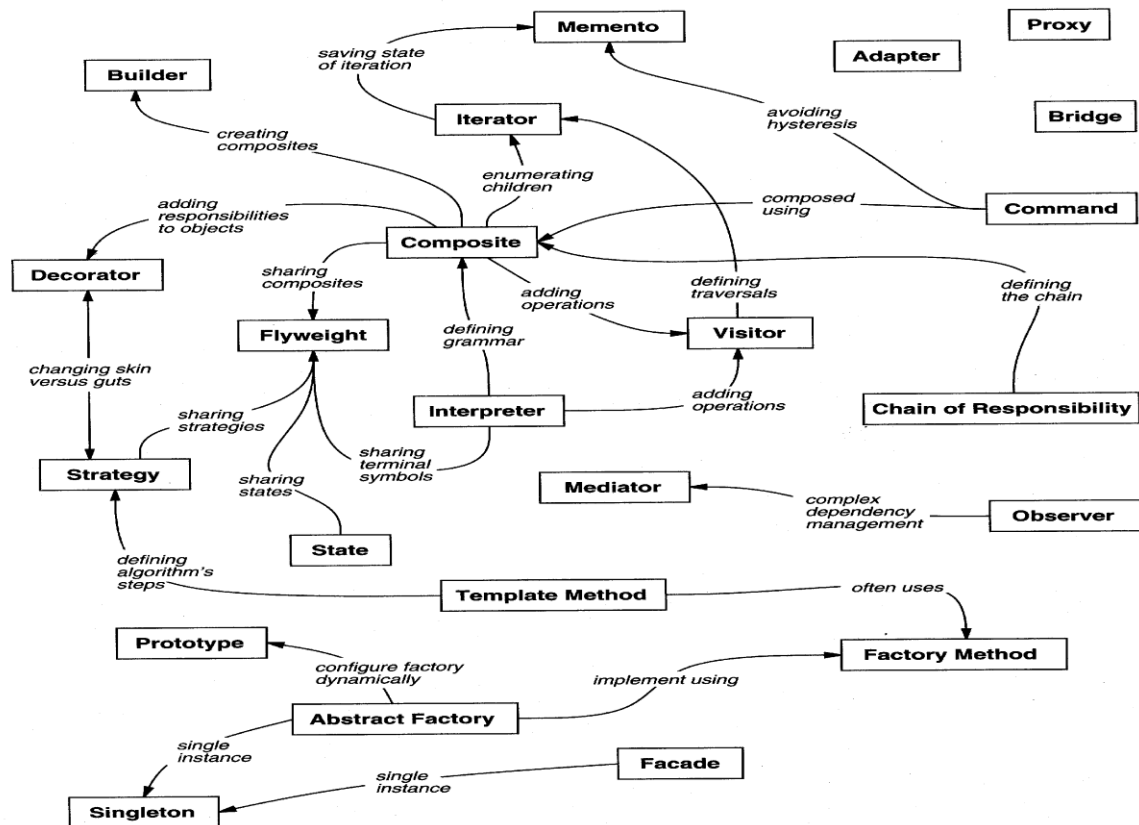 Memento
Proxy
Adapter
saving state
of iteration
Builder
avoiding
hysteresis
Bridge
Iterator
creating
composites
enumerating
children
adding
responsibilities
to objects
composed
using
Command
Composite
Decorator
sharing
composites
adding
operations
defining
traversals
defining
the chain
Flyweight
defining
grammar
Visitor
changing skin
versus guts
adding
operations
sharing
strategies
Interpreter
Chain of Responsibility
sharing
terminal
symbols
Strategy
sharing
states
Mediator
complex
dependency
management
Observer
State
defining
algorithm's
steps
Template Method
often uses
Prototype
Factory Method
configure factory
dynamically
implement using
Abstract Factory
single
instance
Facade
single
instance
Singleton